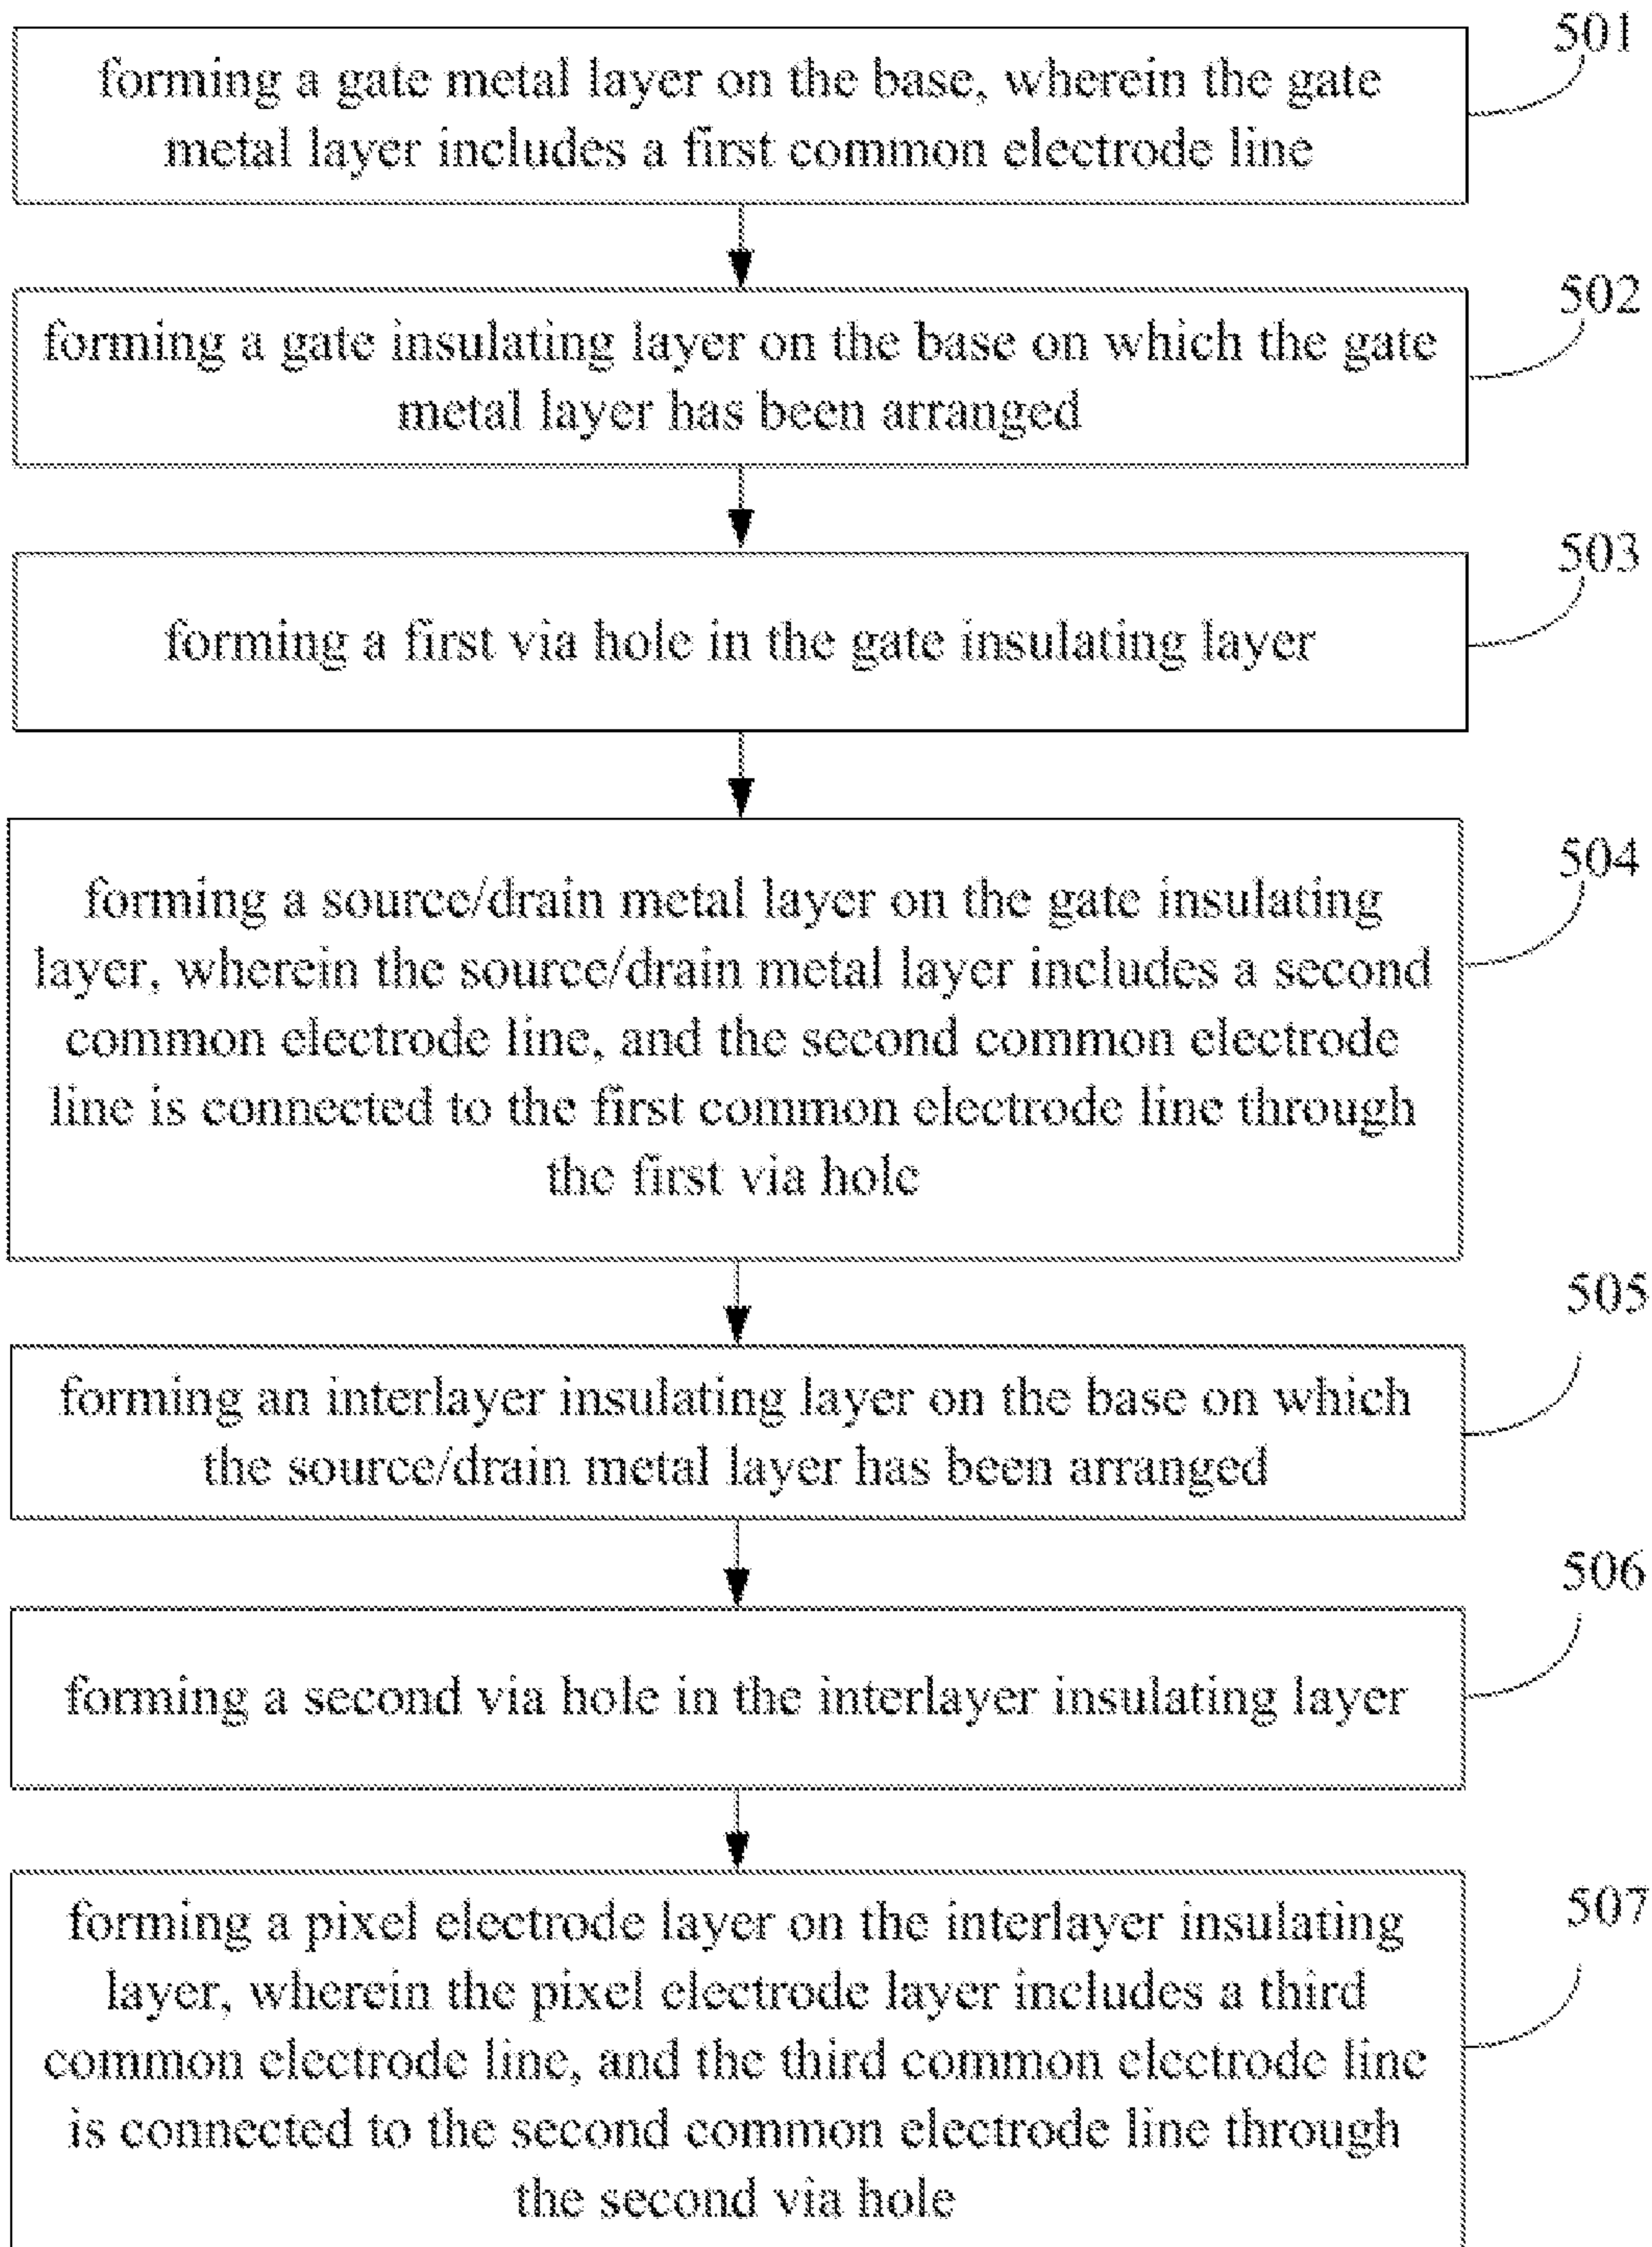 501
forming a gate metal layer on the base, wherein the gate
metal layer includes a first common electrode line
502
forming a gate insulating layer on the base on which the gate
metal layer has been arranged
503
forming a first via hole in the gate insulating layer
504
forming a source/drain metal layer on the gate insulating
layer, wherein the source/drain metal layer includes a second
common electrode line, and the second common electrode
line is connected to the first common electrode line through
the first via hole
505
forming an interlayer insulating layer on the base on which
the source/drain metal layer has been arranged
506
forming a second via hole in the interlayer insulating layer
507
forming a pixel electrode layer on the interlayer insulating
layer, wherein the pixel electrode layer includes a third
common electrode line, and the third common electrode line
is connected to the second common electrode line through
the second via hole